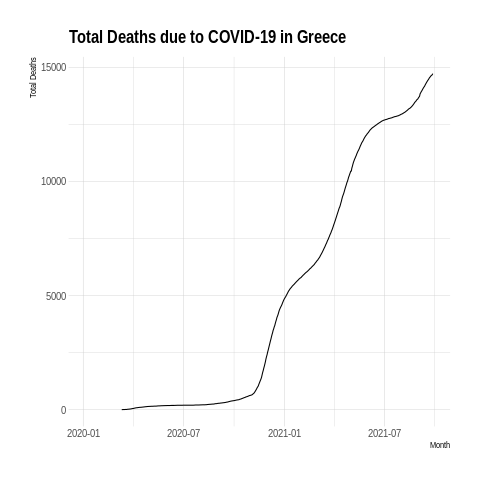 Total Deaths due to COVID-19 in Greece
Total Deaths
15000
10000
5000
0
2020-01
2020-07
2021-01
2021-07
Month